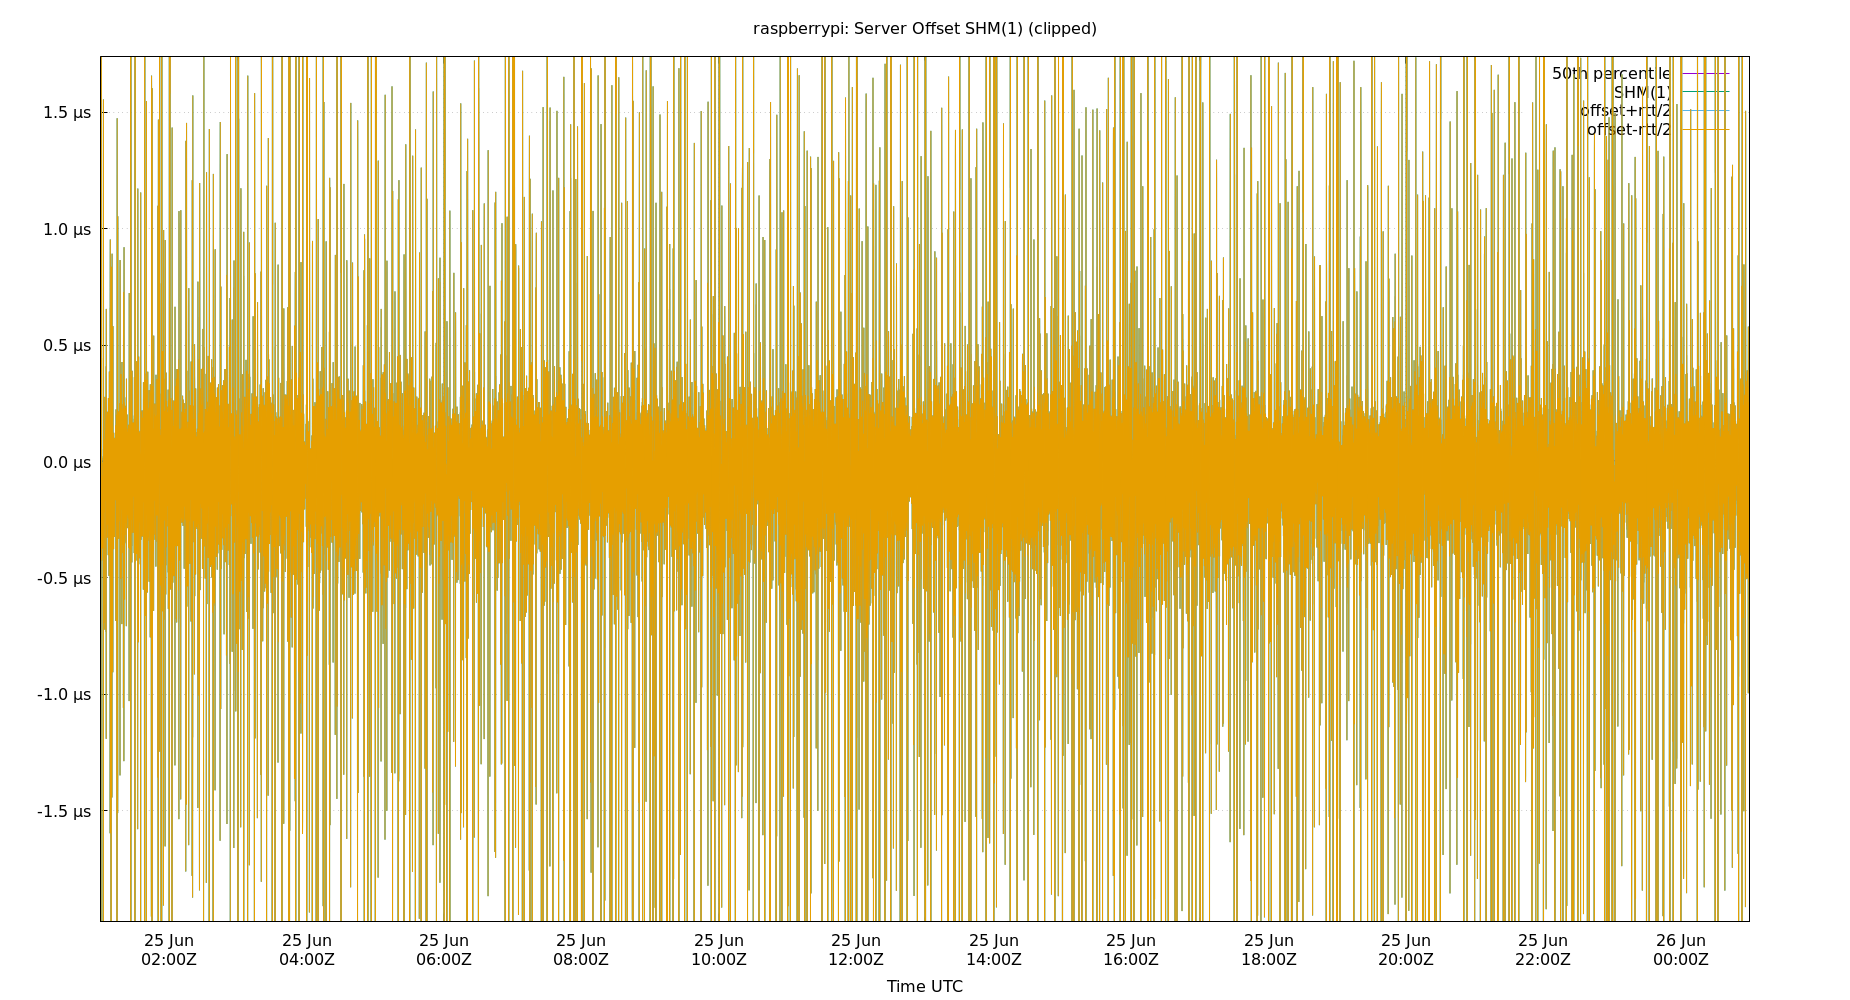 raspberrypi: Server Offset SHM(1) (clipped)
50th percentile
SHM(1)
offset+rtt/2
offset-rtt/2
1.5 µs
1.0 µs
0.5 µs
0.0 µs
-0.5 µs
-1.0 µs
-1.5 µs
25 Jun 25 Jun 25 Jun 25 Jun 25 Jun 25 Jun 25 Jun 25 Jun 25 Jun 25 Jun 25 Jun 26 Jun
02:00Z 04:00Z 06:00Z 08:00Z 10:00Z 12:00Z 14:00Z 16:00Z 18:00Z 20:00Z 22:00Z 00:00Z
Time UTC